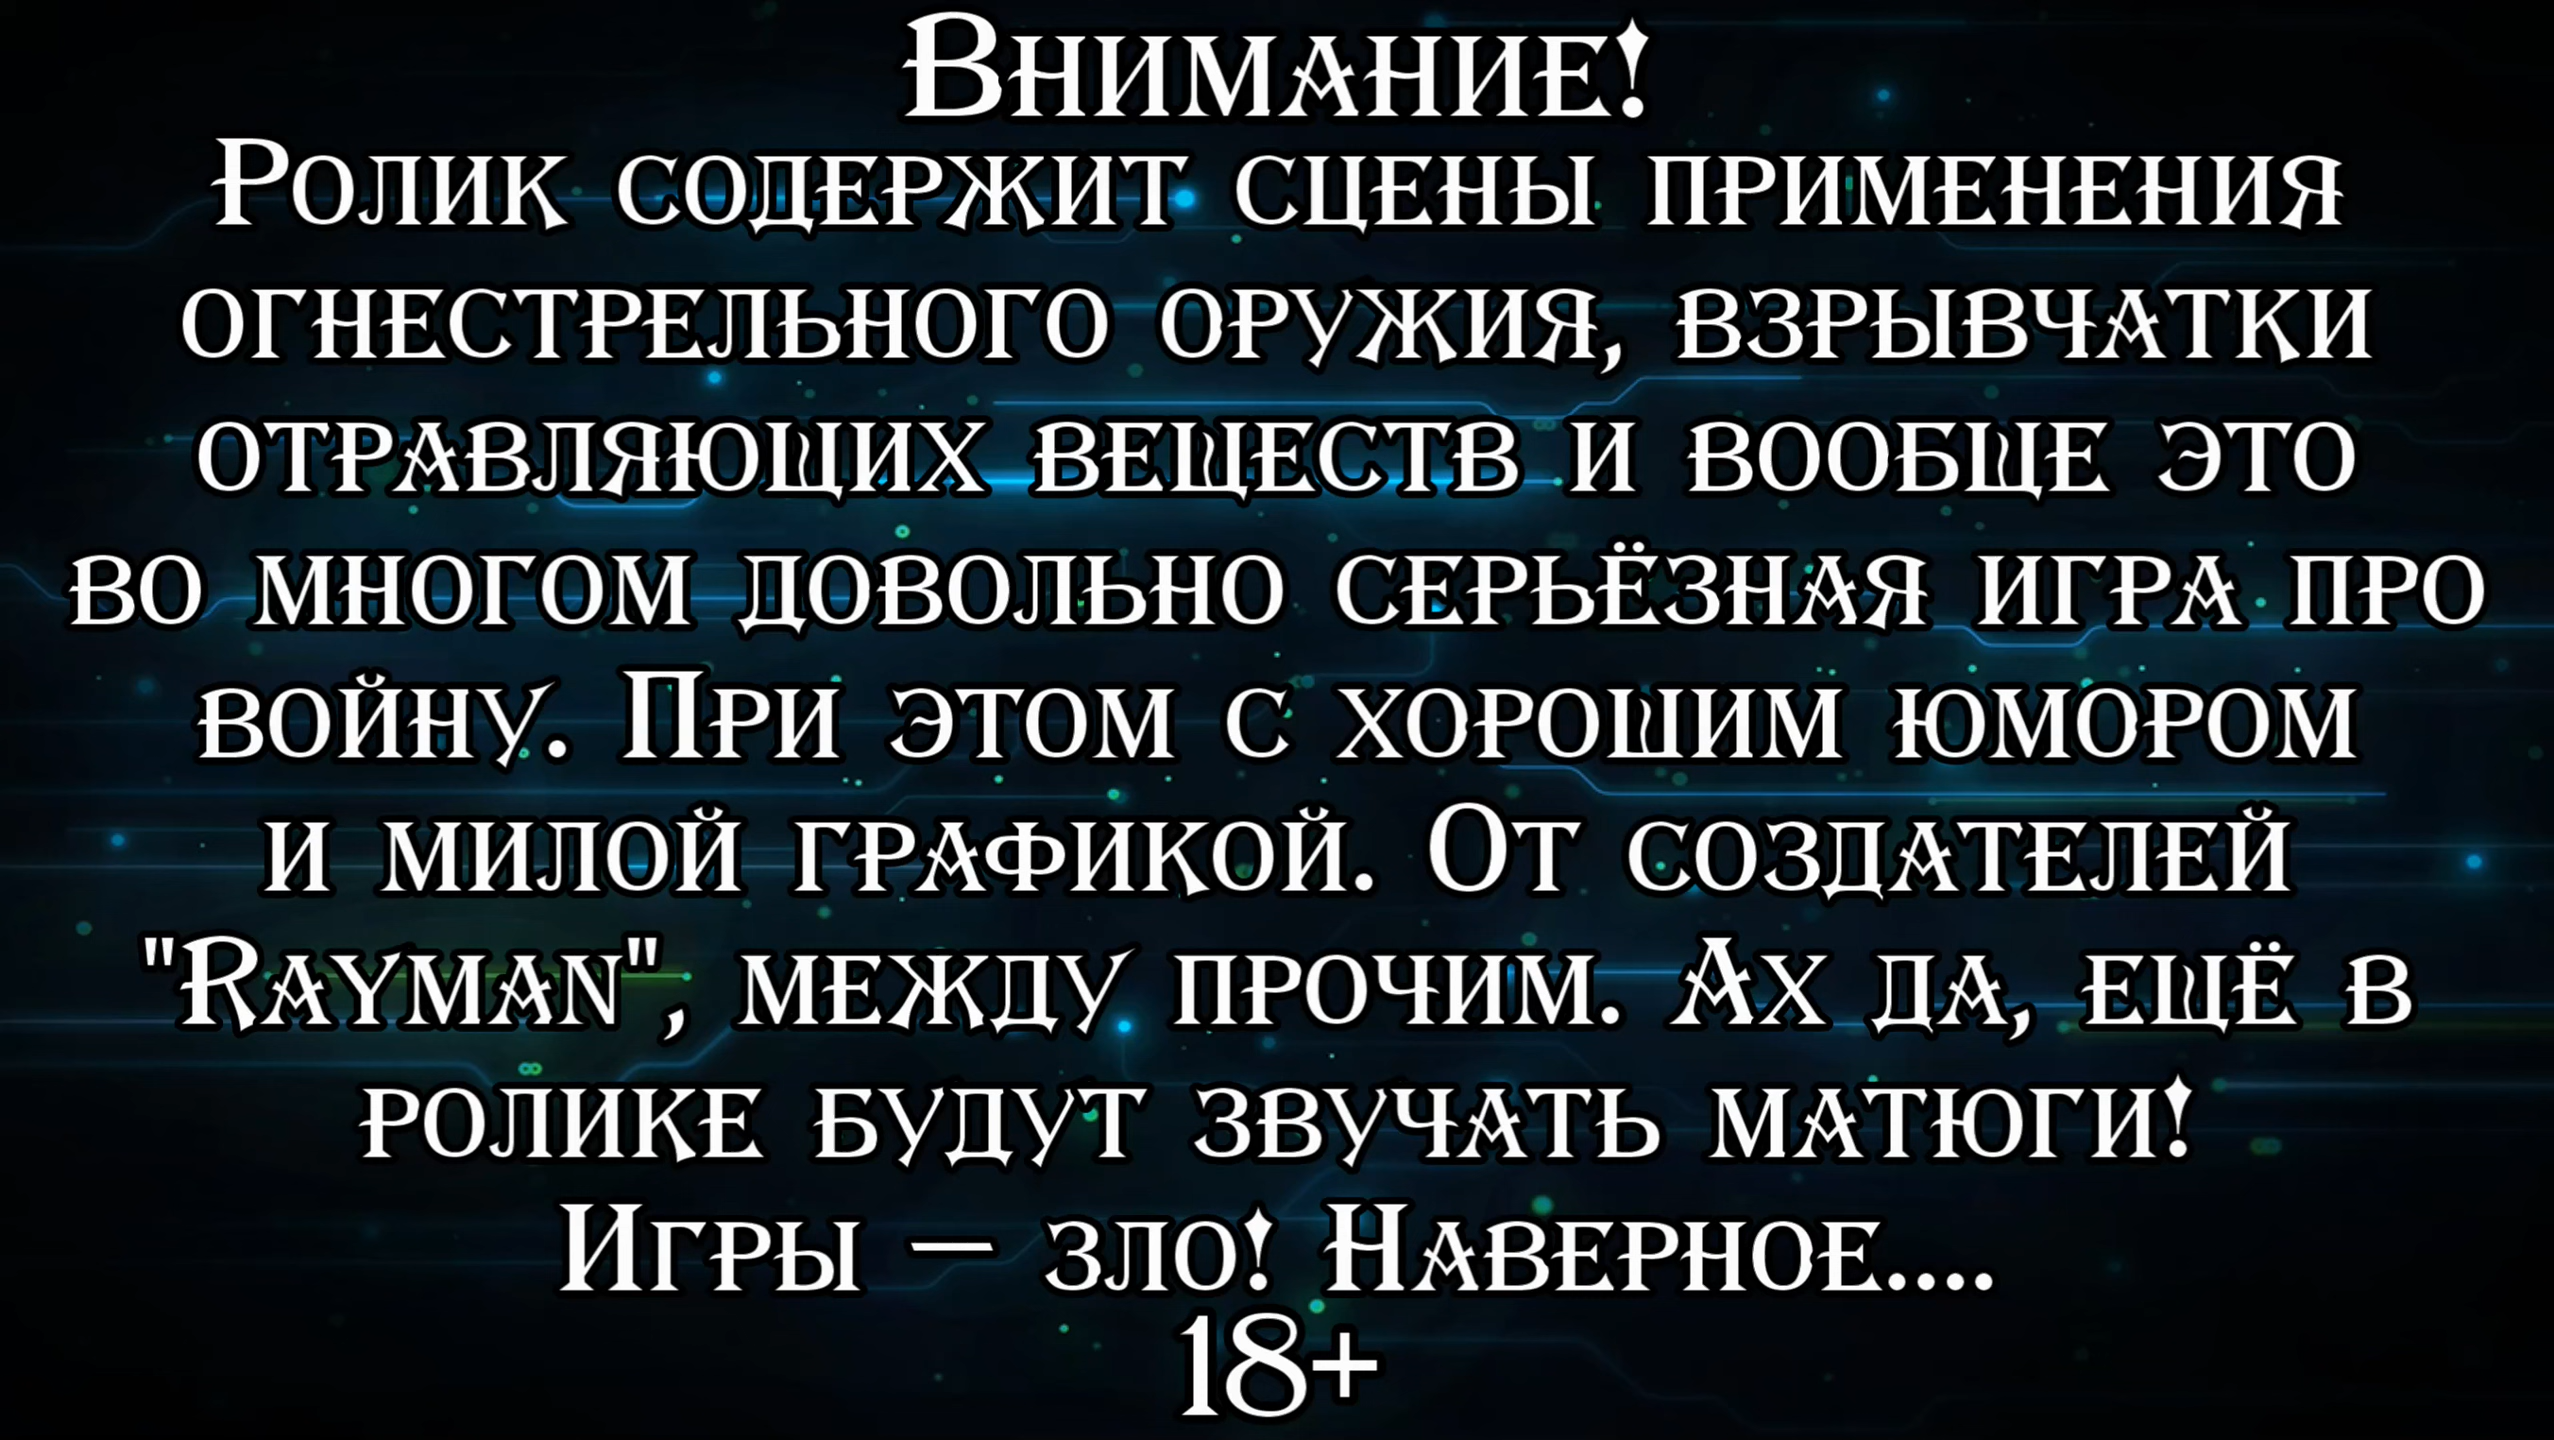 Внимание!
Ролик содержит сцены применения
огнестрельного оружия, взрывчатки
отравляющих веществ и вообще это
во многом довольно серьёзная игра про
войну. При этом с хорошим юмором
и милой графикой. От создателей
"Rayman", между прочим. Ах да, ещё в
ролике будут звучать матюги!
Игры — зло! Наверное....
18+